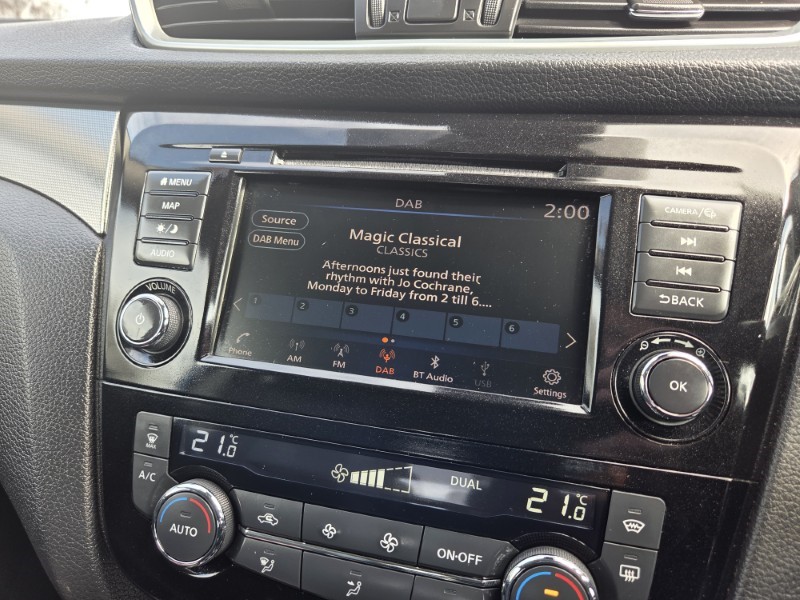 MENU
MAP
AUDIO
VOLUME
DAB
2:00
Source
DAB Menu
Magic Classical
CLASSICS
Afternoons just found their
rhythm with Jo Cochrane,
Monday to Friday from 2 till 6....
1 2 3 4 5 6
Phone
AM
FM
DAB
BT Audio
USB
Settings
CAMERA/
BACK
OK
MAX
A/C
21.0°C
DUAL
21.0°C
AUTO
ON·OFF